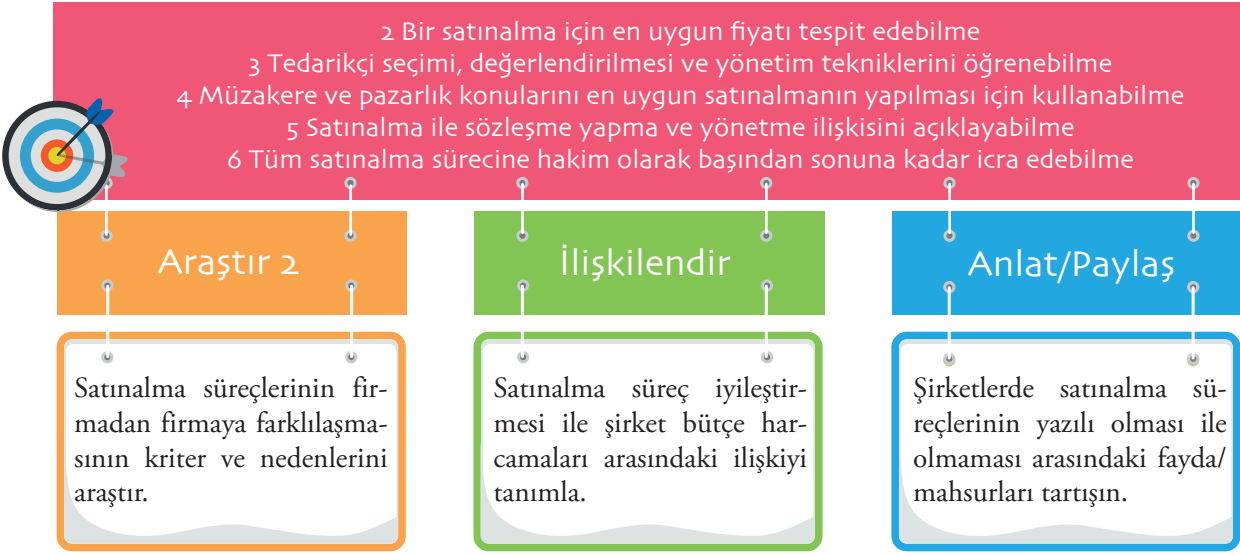 2 Bir satınalma için en uygun fiyatı tespit edebilme
3 Tedarikçi seçimi, değerlendirilmesi ve yönetim tekniklerini öğrenebilme
4 Müzakere ve pazarlık konularını en uygun satınalmanın yapılması için kullanabilme
5 Satınalma ile sözleşme yapma ve yönetme ilişkisini açıklayabilme
6 Tüm satınalma sürecine hakim olarak başından sonuna kadar icra edebilme
Araştır 2
Satınalma süreçlerinin fir-
madan firmaya farklılaşma-
sının kriter ve nedenlerini
araştır.
İlişkilendir
Satınalma süreç iyileştir-
mesi ile şirket bütçe har-
camaları arasındaki ilişkiyi
tanımla.
Anlat/Paylaş
Şirketlerde satınalma sü-
reçlerinin yazılı olması ile
olmaması arasındaki fayda/
mahsurları tartışın.